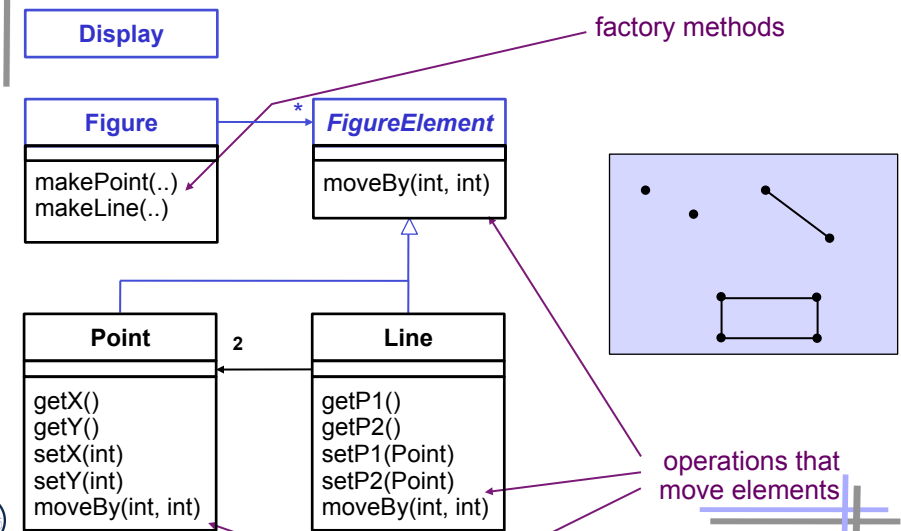 Display
factory methods
Figure
*
FigureElement
makePoint(..)
makeLine(..)
moveBy(int, int)
Point
2
Line
getX()
getY()
setX(int)
setY(int)
moveBy(int, int)
getP1()
getP2()
setP1(Point)
setP2(Point)
moveBy(int, int)
operations that
move elements